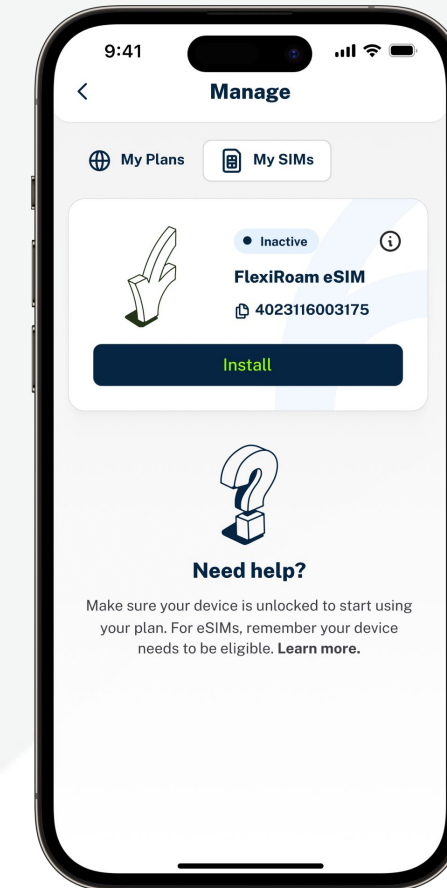 9:41
Manage
My Plans
My SIMs
Inactive
FlexiRoam eSIM
4023116003175
Install
Need help?
Make sure your device is unlocked to start using
your plan. For eSIMs, remember your device
needs to be eligible. Learn more.